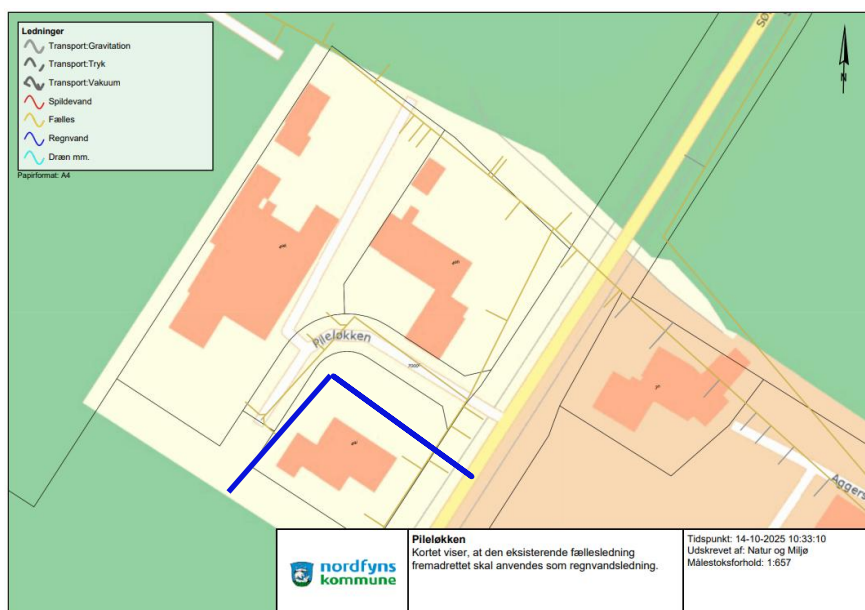 Ledninger
Transport:Gravitation
Transport:Tryk
Transport:Vakuum
Spildevand
Fælles
Regnvand
Dræn mm.
Papirformat: A4
N
Pileløkken
7000f
Aggers
nordfyns
kommune
Pileløkken
Kortet viser, at den eksisterende fællesledning
fremadrettet skal anvendes som regnvandsledning.
Tidspunkt: 14-10-2025 10:33:10
Udskrevet af: Natur og Miljø
Målestoksforhold: 1:657